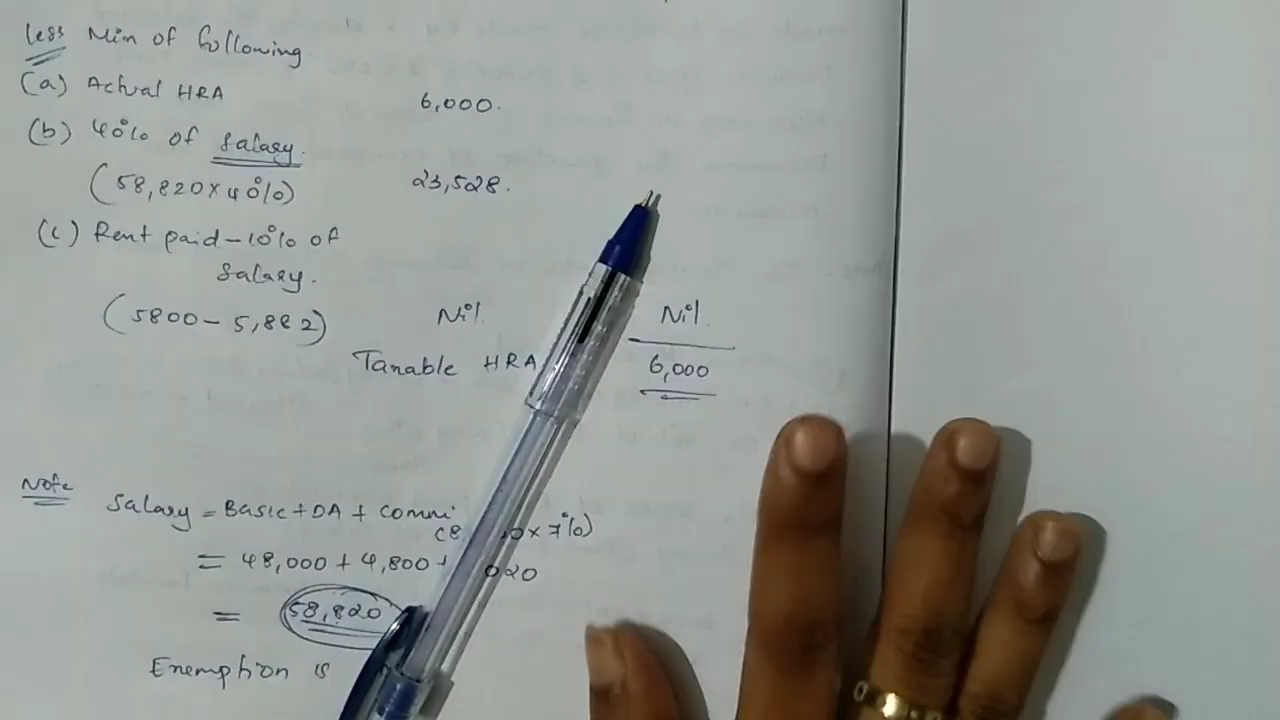 less Min of following.
(a) Actual HRA 6,000.
(b) 40% of salary.
(58,820 x 40%) 23,528.
(c) Rent paid - 10% of
salary.
(5800 - 5,882) Nil. Nil.
Taxable HRA 6,000
Note Salary = Basic + DA + Commi
x 7%)
= 48,000 + 4,800 + 020
= 58,820
Exemption is